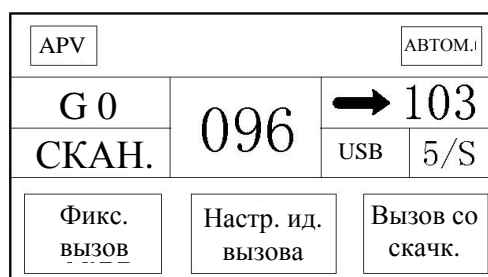 APV АВТОМ.
G 0 096 103
СКАН. USB 5/S
Фикс. Настр. ид. Вызов со
вызов вызова скачк.